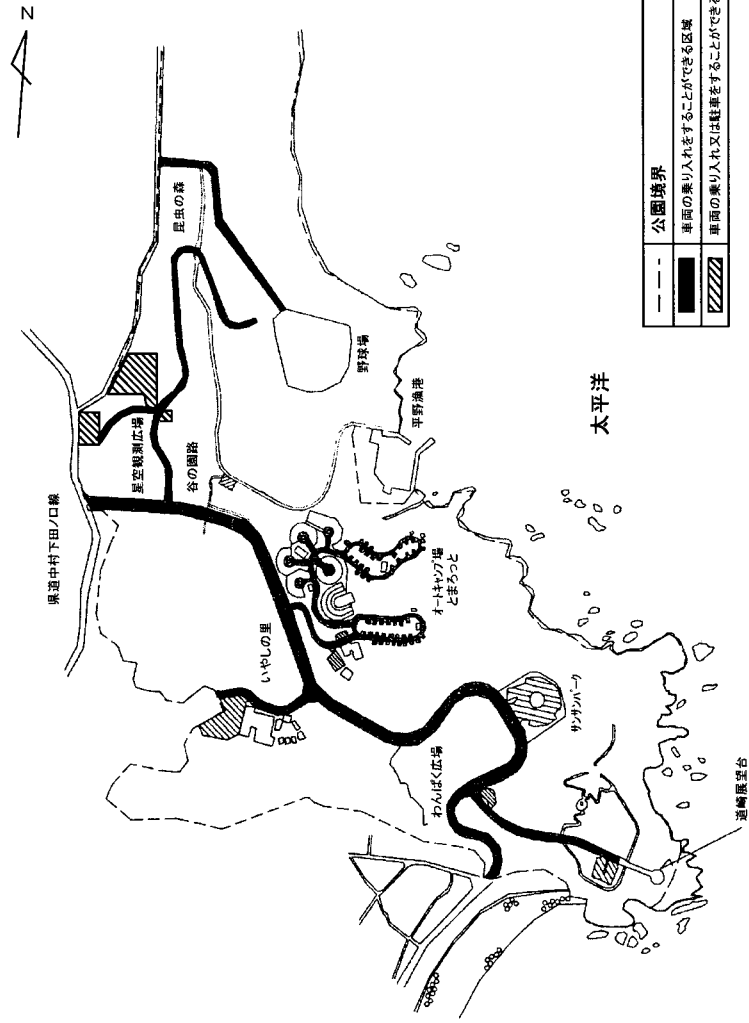 N
県道中村下田ノ口線
昆虫の森
星空観測広場
谷の園路
野球場
平野漁港
いやしの里
オートキャンプ場
とまろっと
太平洋
わんぱく広場
サンサンパーク
道崎展望台
公園境界
車両の乗り入れをすることができる区域
車両の乗り入れ又は駐車をすることができ